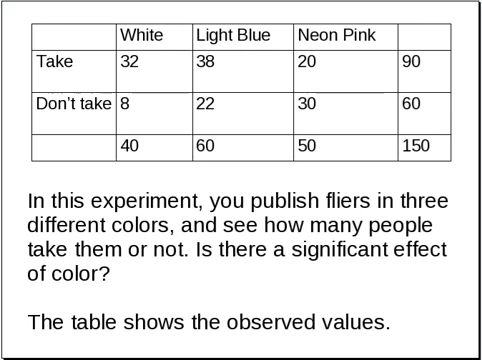 White Light Blue Neon Pink
Take 32 38 20 90
Don't take 8 22 30 60
40 60 50 150
In this experiment, you publish fliers in three
different colors, and see how many people
take them or not. Is there a significant effect
of color?
The table shows the observed values.